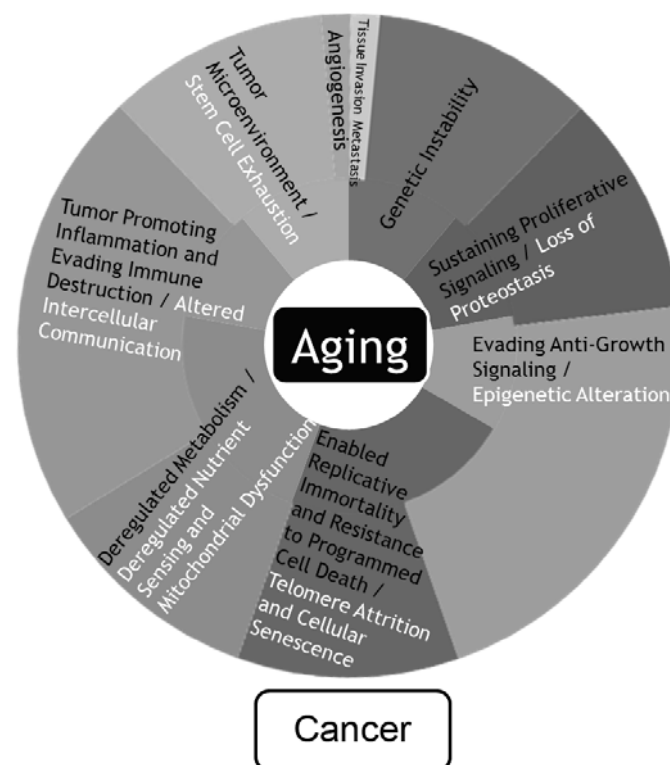 Tissue Invasion Metastasis
Angiogenesis
Tumor
Microenvironment /
Stem Cell Exhaustion
Genetic Instability
Sustaining Proliferative
Signaling / Loss of
Proteostasis
Tumor Promoting
Inflammation and
Evading Immune
Destruction / Altered
Intercellular
Communication
Aging
Evading Anti-Growth
Signaling /
Epigenetic Alteration
Deregulated Metabolism /
Deregulated Nutrient
Sensing and
Mitochondrial Dysfunction
Enabled
Replicative
Immortality
and Resistance
to Programmed
Cell Death /
Telomere Attrition
and Cellular
Senescence
Cancer